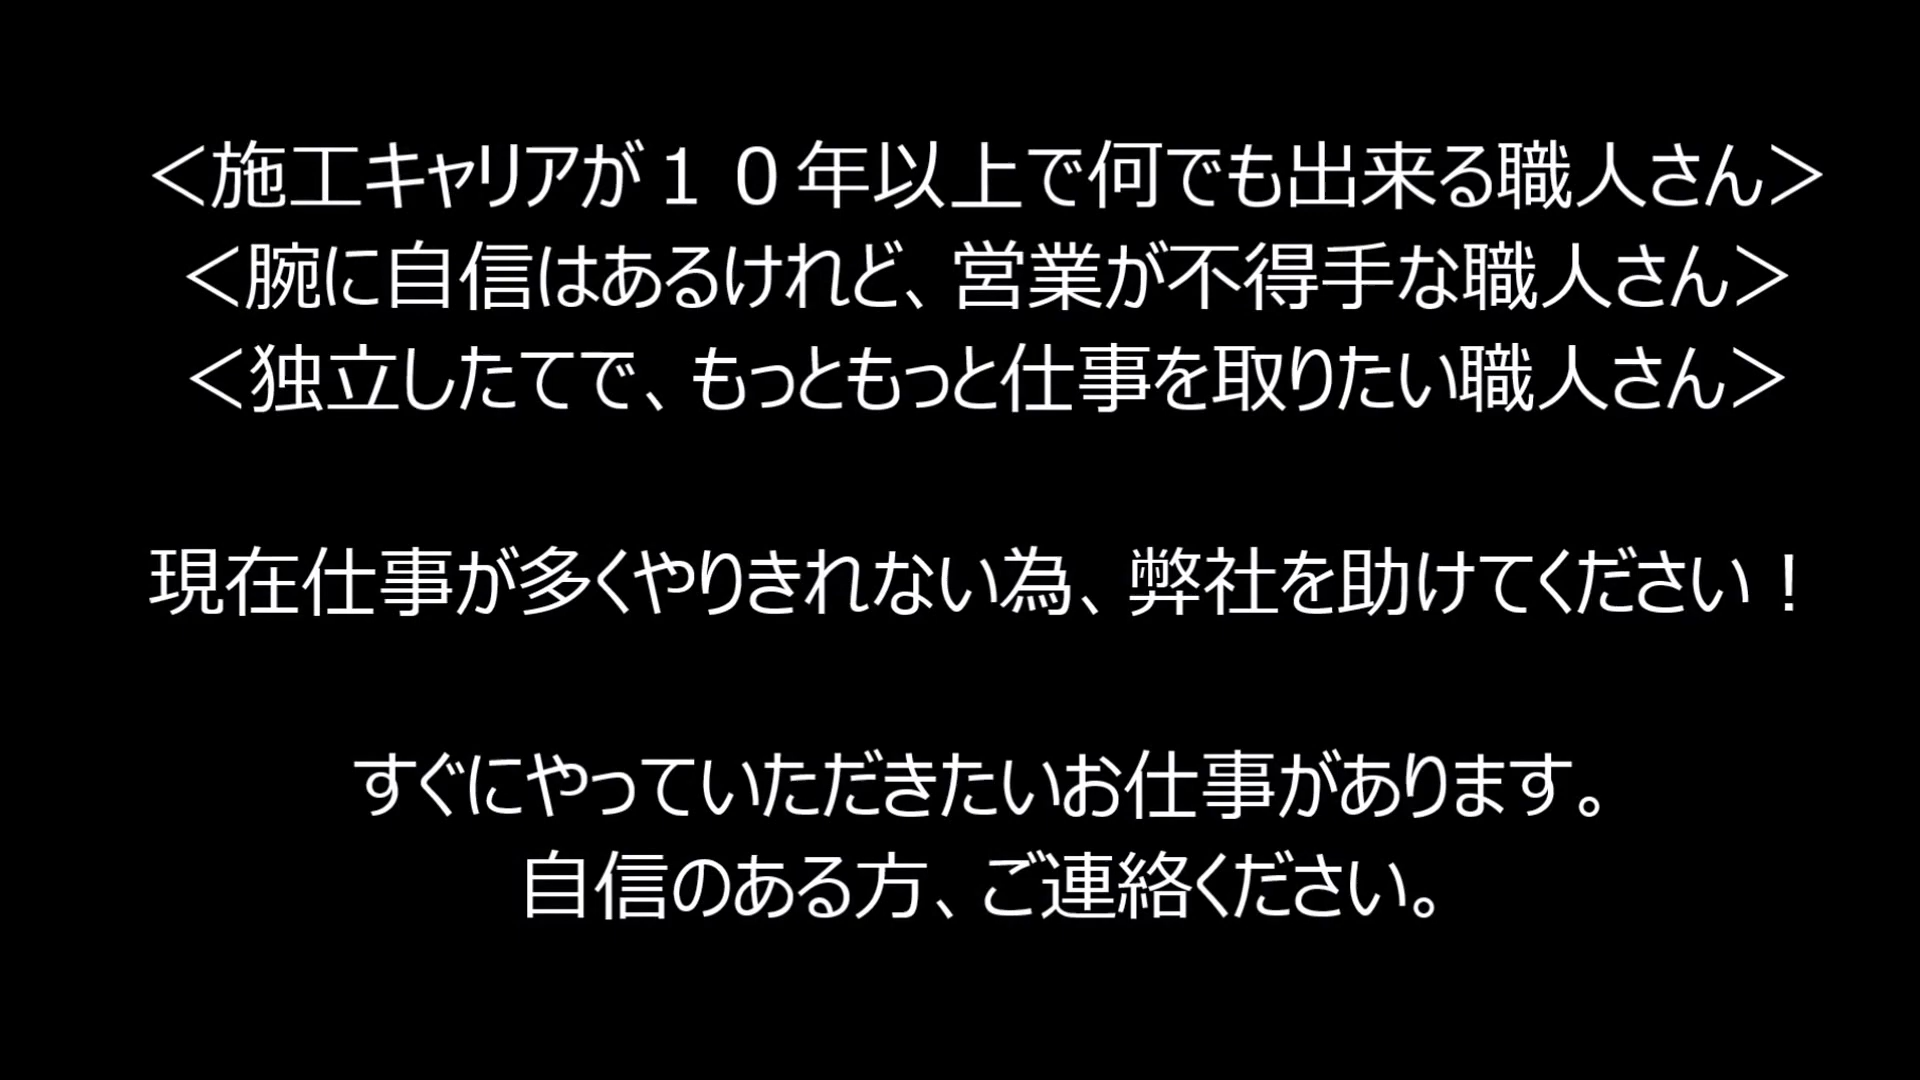 ＜施工キャリアが１０年以上で何でも出来る職人さん＞
＜腕に自信はあるけれど、営業が不得手な職人さん＞
＜独立したてで、もっともっと仕事を取りたい職人さん＞
現在仕事が多くやりきれない為、弊社を助けてください！
すぐにやっていただきたいお仕事があります。
自信のある方、ご連絡ください。